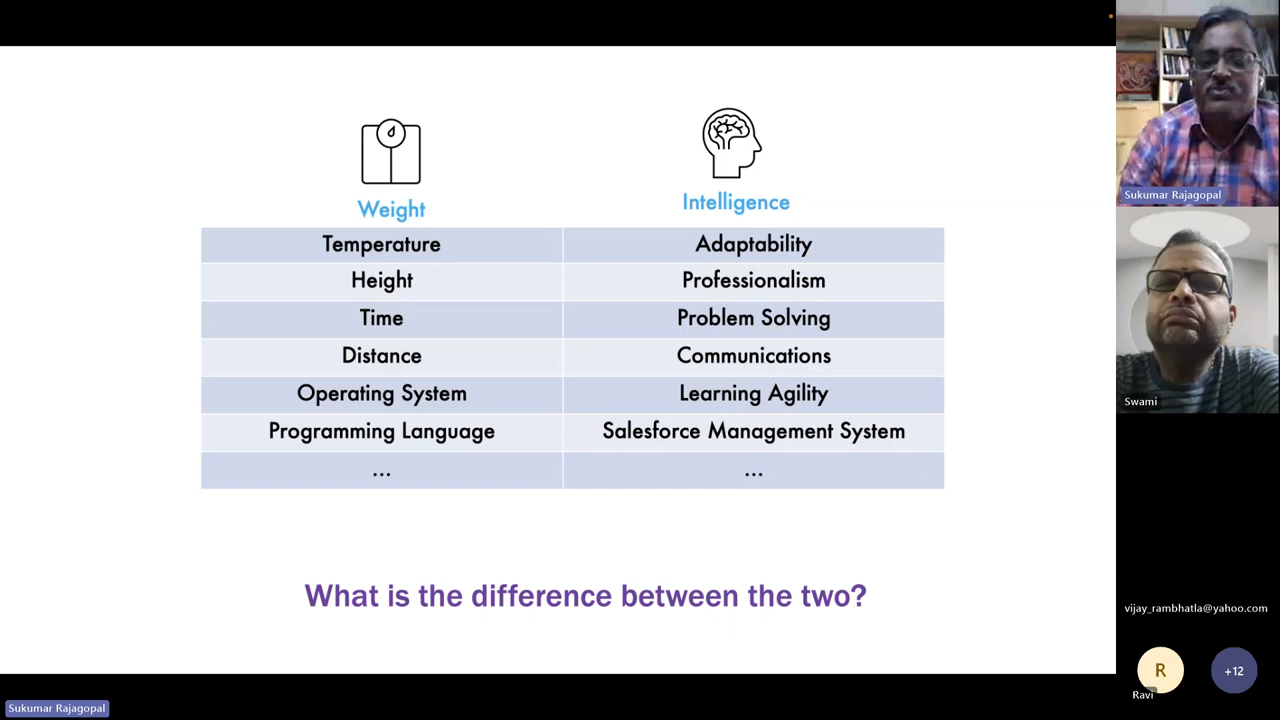 Weight
Intelligence
Temperature
Adaptability
Height
Professionalism
Time
Problem Solving
Distance
Communications
Operating System
Learning Agility
Programming Language
Salesforce Management System
...
...
What is the difference between the two?
Sukumar Rajagopal
Swami
vijay_rambhatla@yahoo.com
R
+12
Ravi
Sukumar Rajagopal